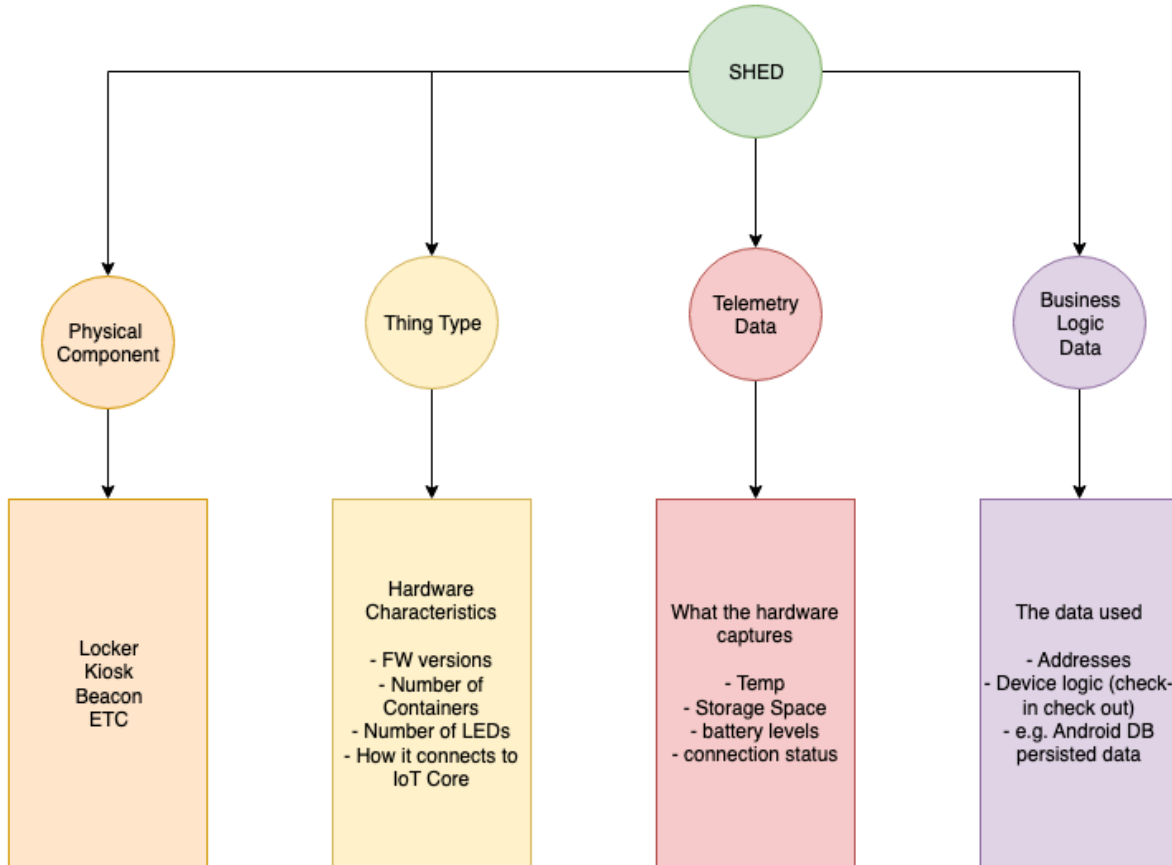 SHED
Physical
Component
Thing Type
Telemetry
Data
Business
Logic
Data
Locker
Kiosk
Beacon
ETC
Hardware
Characteristics
- FW versions
- Number of
Containers
- Number of LEDs
- How it connects to
IoT Core
What the hardware
captures
- Temp
- Storage Space
- battery levels
- connection status
The data used
- Addresses
- Device logic (check-
in check out)
- e.g. Android DB
persisted data